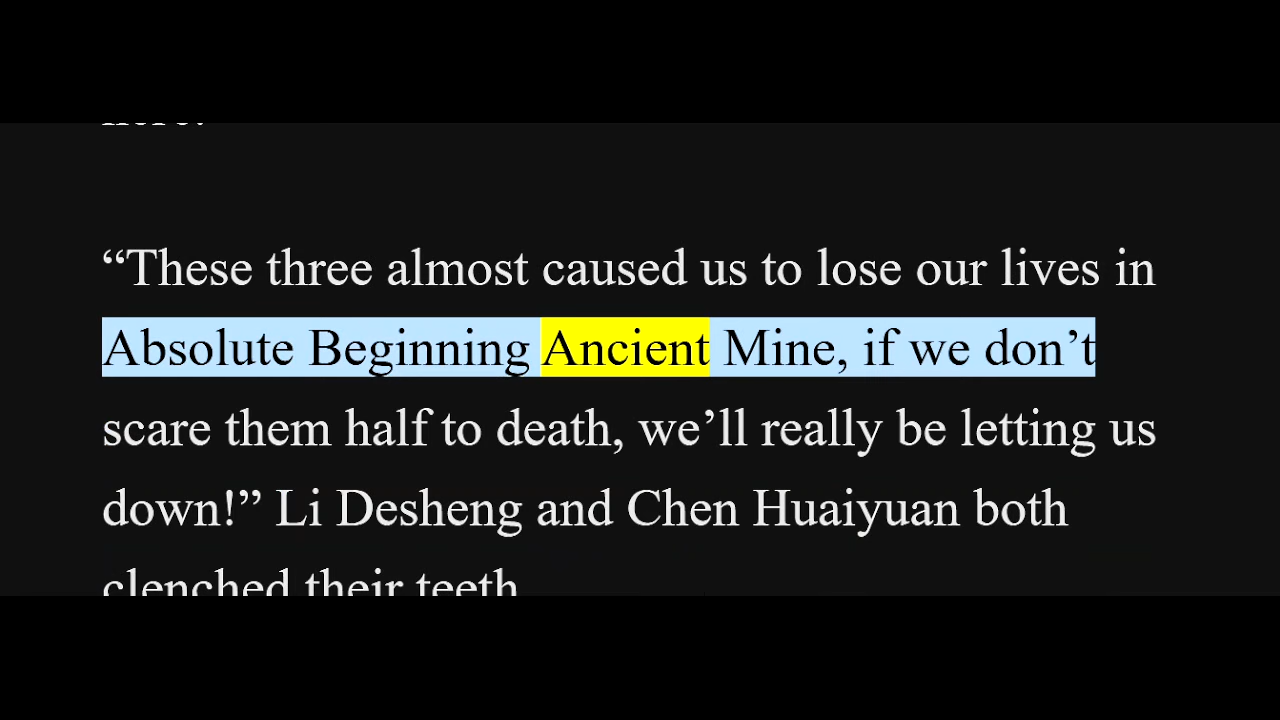 “These three almost caused us to lose our lives in
Absolute Beginning Ancient Mine, if we don’t
scare them half to death, we’ll really be letting us
down!” Li Desheng and Chen Huaiyuan both
clenched their teeth